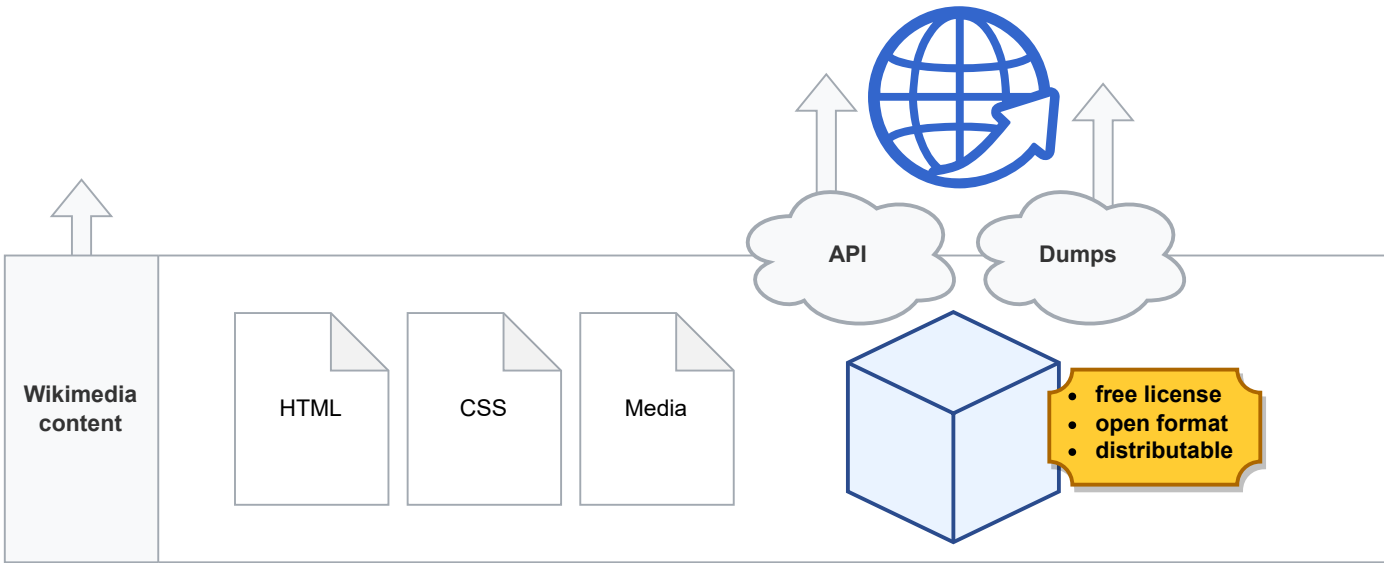 API
Dumps
Wikimedia
content
HTML
CSS
Media
• free license
• open format
• distributable